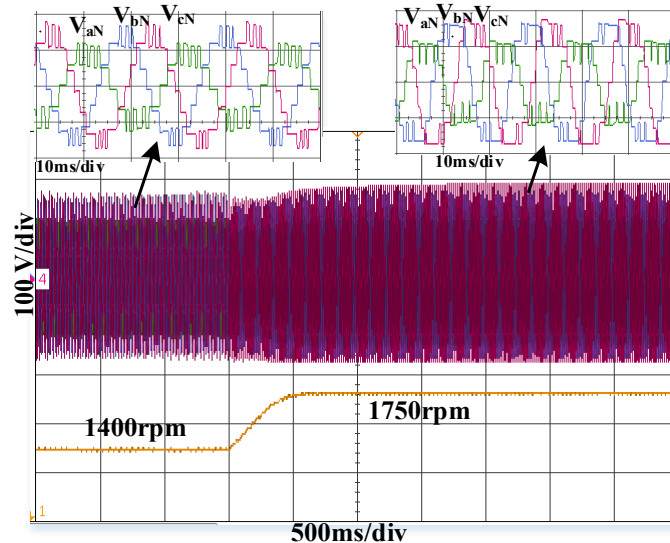 VaN VbN VcN
VaN VbN VcN
10ms/div
10ms/div
100 V/div
4
1400rpm
1750rpm
1
500ms/div